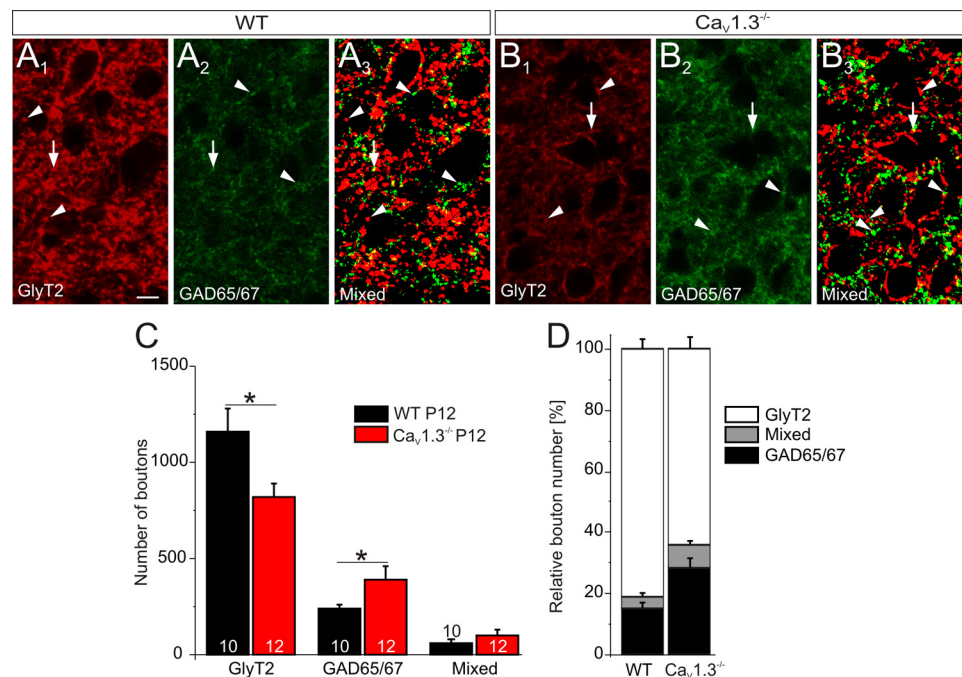 WT
Caᵥ1.3⁻/⁻
A₁
A₂
A₃
B₁
B₂
B₃
GlyT2
GAD65/67
Mixed
GlyT2
GAD65/67
Mixed
C
Number of boutons
1500
1000
500
0
*
*
WT P12
Caᵥ1.3⁻/⁻ P12
10
12
10
12
10
12
GlyT2
GAD65/67
Mixed
D
Relative bouton number [%]
100
80
60
40
20
0
GlyT2
Mixed
GAD65/67
WT
Caᵥ1.3⁻/⁻